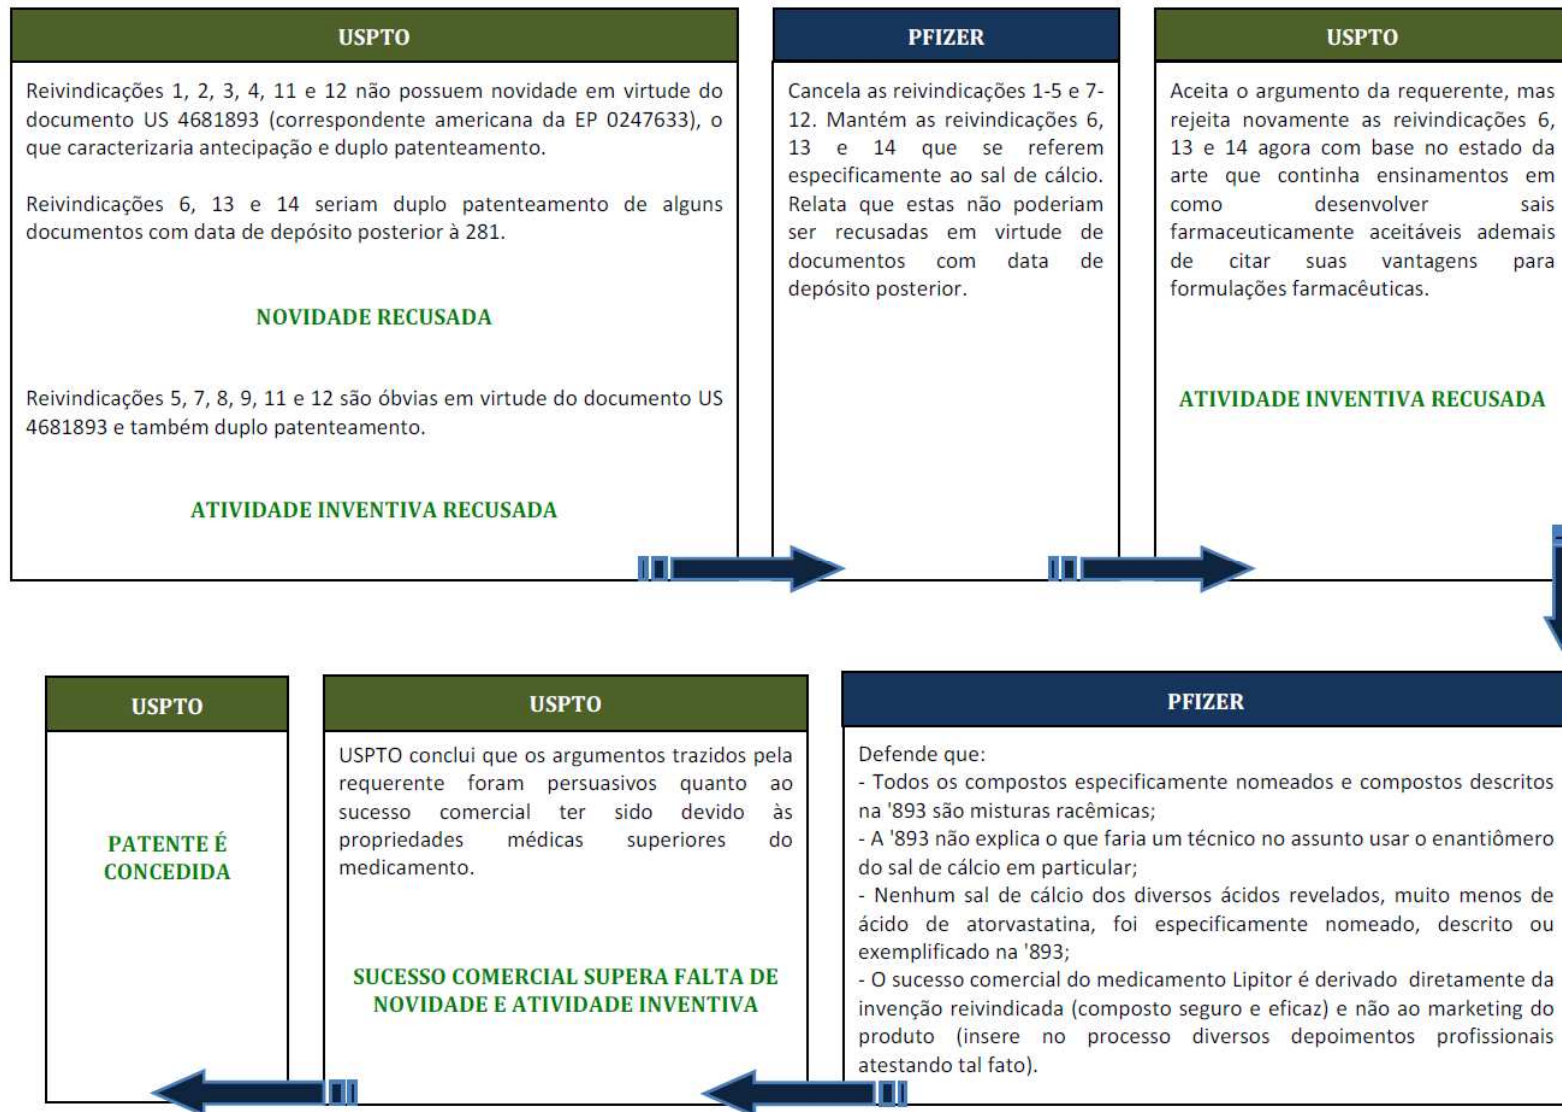 USPTO
Reivindicações 1, 2, 3, 4, 11 e 12 não possuem novidade em virtude do
documento US 4681893 (correspondente americana da EP 0247633), o
que caracterizaria antecipação e duplo patenteamento.
Reivindicações 6, 13 e 14 seriam duplo patenteamento de alguns
documentos com data de depósito posterior à 281.
NOVIDADE RECUSADA
Reivindicações 5, 7, 8, 9, 11 e 12 são óbvias em virtude do documento US
4681893 e também duplo patenteamento.
ATIVIDADE INVENTIVA RECUSADA
PFIZER
Cancela as reivindicações 1-5 e 7-
12. Mantém as reivindicações 6,
13 e 14 que se referem
especificamente ao sal de cálcio.
Relata que estas não poderiam
ser recusadas em virtude de
documentos com data de
depósito posterior.
USPTO
Aceita o argumento da requerente, mas
rejeita novamente as reivindicações 6,
13 e 14 agora com base no estado da
arte que continha ensinamentos em
como desenvolver sais
farmaceuticamente aceitáveis ademais
de citar suas vantagens para
formulações farmacêuticas.
ATIVIDADE INVENTIVA RECUSADA
PFIZER
Defende que:
- Todos os compostos especificamente nomeados e compostos descritos
na '893 são misturas racêmicas;
- A '893 não explica o que faria um técnico no assunto usar o enantiômero
do sal de cálcio em particular;
- Nenhum sal de cálcio dos diversos ácidos revelados, muito menos de
ácido de atorvastatina, foi especificamente nomeado, descrito ou
exemplificado na '893;
- O sucesso comercial do medicamento Lipitor é derivado diretamente da
invenção reivindicada (composto seguro e eficaz) e não ao marketing do
produto (insere no processo diversos depoimentos profissionais
atestando tal fato).
USPTO
USPTO conclui que os argumentos trazidos pela
requerente foram persuasivos quanto ao
sucesso comercial ter sido devido às
propriedades médicas superiores do
medicamento.
SUCESSO COMERCIAL SUPERA FALTA DE
NOVIDADE E ATIVIDADE INVENTIVA
USPTO
PATENTE É
CONCEDIDA